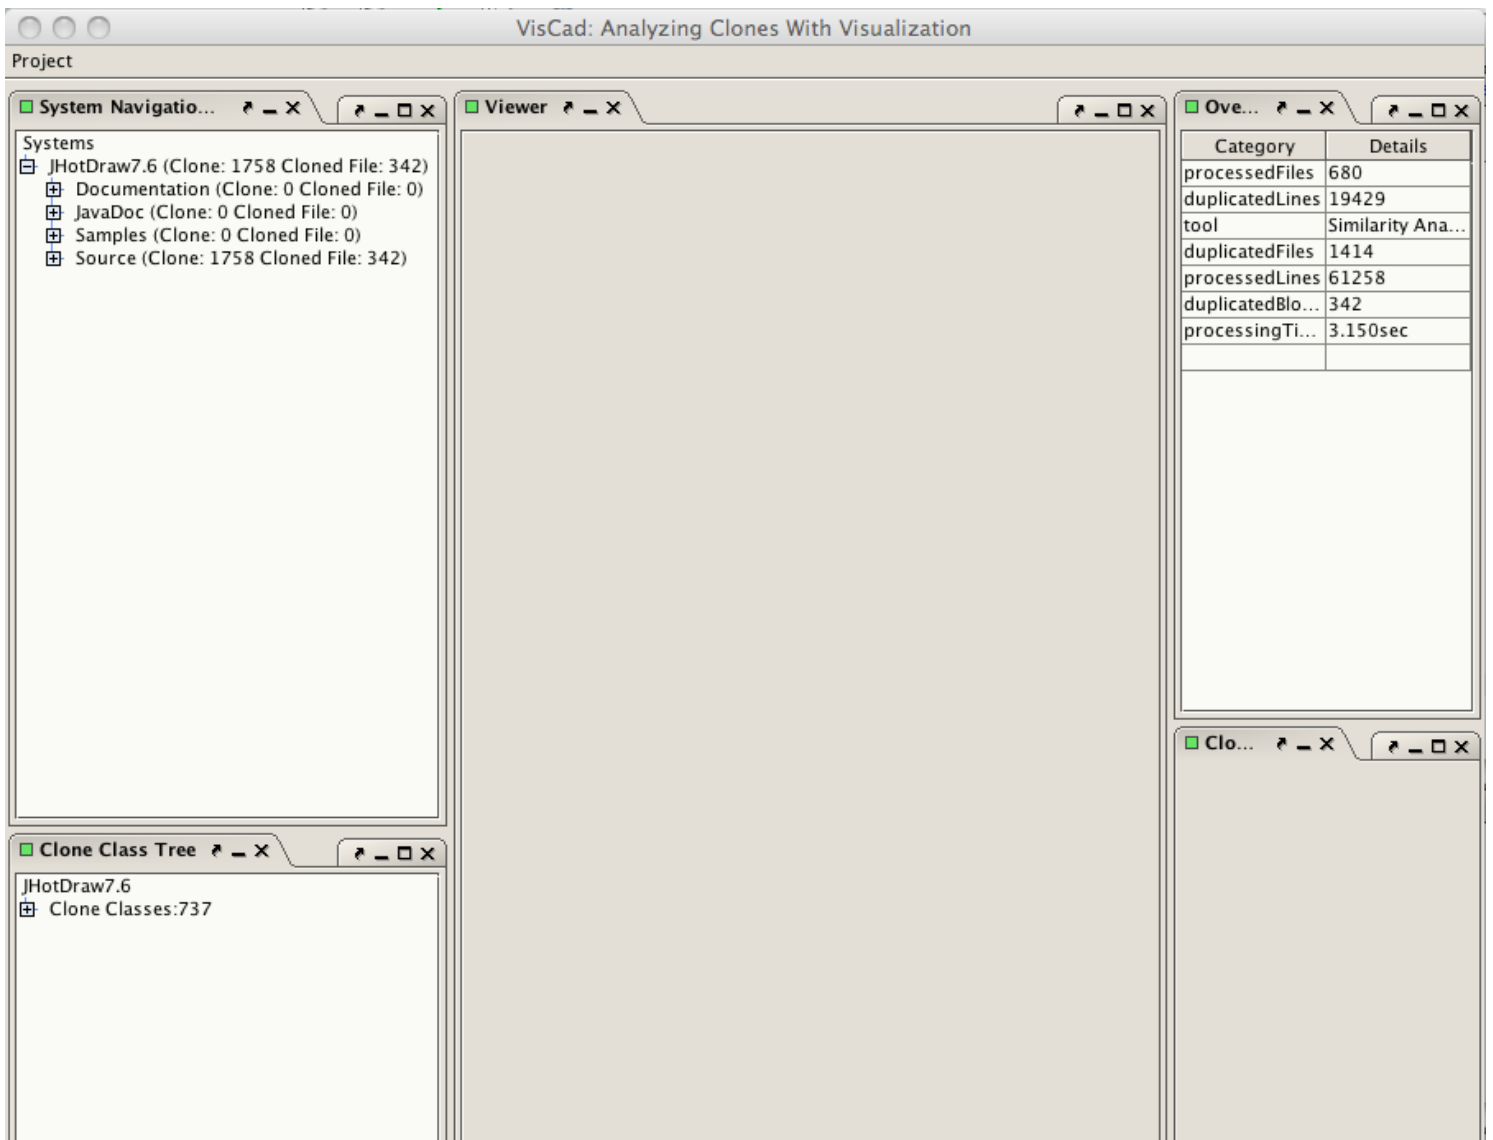 VisCad: Analyzing Clones With Visualization
Project
System Navigatio...
Systems
JHotDraw7.6 (Clone: 1758 Cloned File: 342)
Documentation (Clone: 0 Cloned File: 0)
JavaDoc (Clone: 0 Cloned File: 0)
Samples (Clone: 0 Cloned File: 0)
Source (Clone: 1758 Cloned File: 342)
Clone Class Tree
JHotDraw7.6
Clone Classes:737
Viewer
Ove...
Category Details
processedFiles 680
duplicatedLines 19429
tool Similarity Ana...
duplicatedFiles 1414
processedLines 61258
duplicatedBlo... 342
processingTi... 3.150sec
Clo...